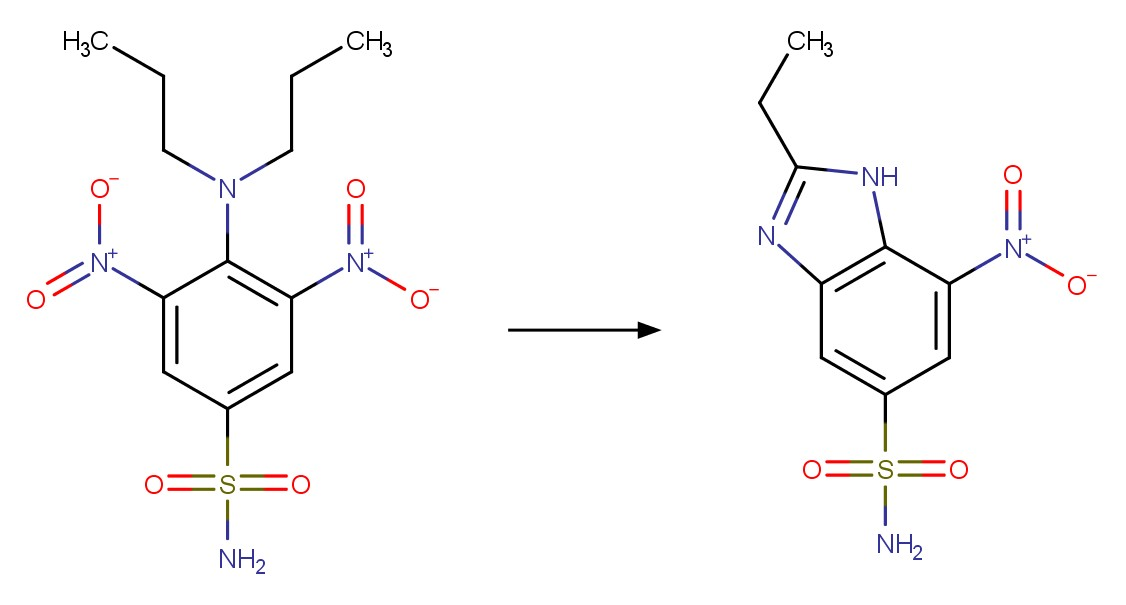 H3C CH3
CH3
O− O
O
N
NH
N+ N+
N
N+
O O−
O−
O S O
O S O
NH2
NH2